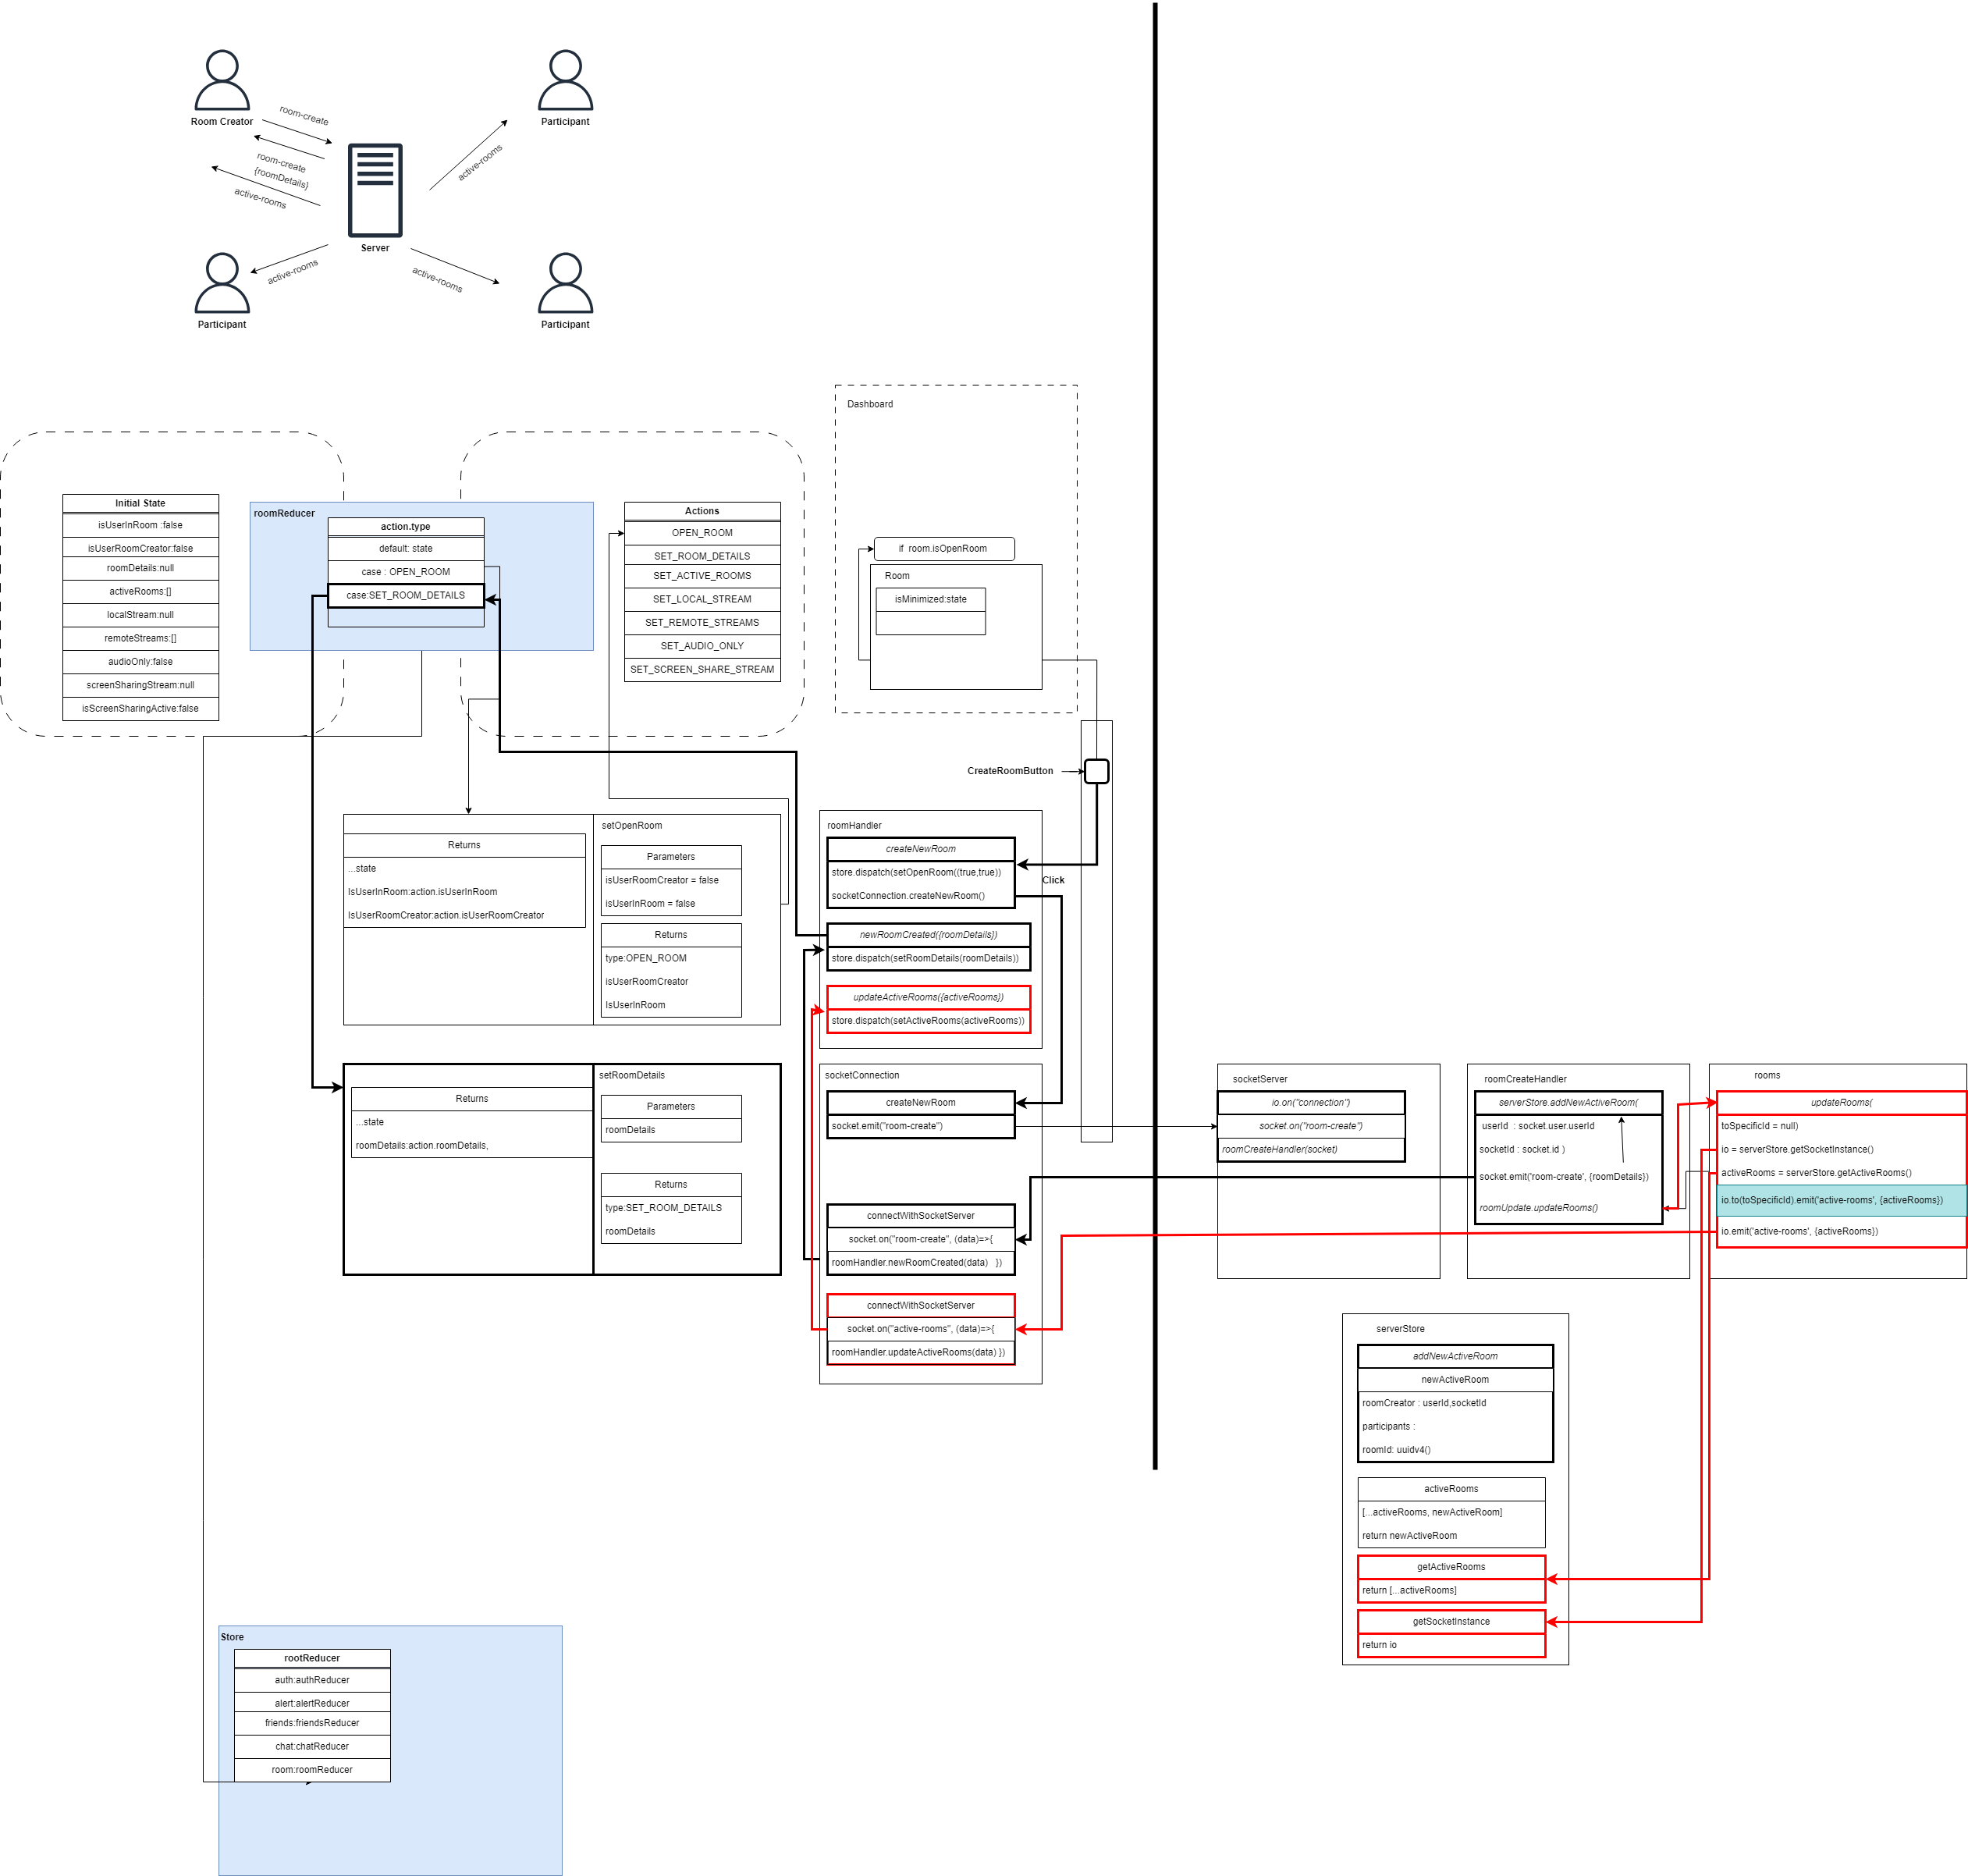 Room Creator
Participant
room-create
room-create
{roomDetails}
active-rooms
active-rooms
Server
active-rooms
active-rooms
Participant
Participant
Dashboard
if  room.isOpenRoom
Room
isMinimized:state
Initial State
isUserInRoom :false
isUserRoomCreator:false
roomDetails:null
activeRooms:[]
localStream:null
remoteStreams:[]
audioOnly:false
screenSharingStream:null
isScreenSharingActive:false
roomReducer
action.type
default: state
case : OPEN_ROOM
case:SET_ROOM_DETAILS
Actions
OPEN_ROOM
SET_ROOM_DETAILS
SET_ACTIVE_ROOMS
SET_LOCAL_STREAM
SET_REMOTE_STREAMS
SET_AUDIO_ONLY
SET_SCREEN_SHARE_STREAM
CreateRoomButton
Click
Returns
...state
IsUserInRoom:action.isUserInRoom
IsUserRoomCreator:action.isUserRoomCreator
setOpenRoom
Parameters
isUserRoomCreator = false
isUserInRoom = false
Returns
type:OPEN_ROOM
isUserRoomCreator
IsUserInRoom
roomHandler
createNewRoom
store.dispatch(setOpenRoom((true,true))
socketConnection.createNewRoom()
newRoomCreated({roomDetails})
store.dispatch(setRoomDetails(roomDetails))
updateActiveRooms({activeRooms})
store.dispatch(setActiveRooms(activeRooms))
Returns
...state
roomDetails:action.roomDetails,
setRoomDetails
Parameters
roomDetails
Returns
type:SET_ROOM_DETAILS
roomDetails
socketConnection
createNewRoom
socket.emit("room-create")
connectWithSocketServer
socket.on("room-create", (data)=>{
roomHandler.newRoomCreated(data)   })
connectWithSocketServer
socket.on("active-rooms", (data)=>{
roomHandler.updateActiveRooms(data) })
socketServer
io.on("connection")
socket.on("room-create")
roomCreateHandler(socket)
roomCreateHandler
serverStore.addNewActiveRoom(
userId  : socket.user.userId
socketId : socket.id )
socket.emit('room-create', {roomDetails})
roomUpdate.updateRooms()
rooms
updateRooms(
toSpecificId = null)
io = serverStore.getSocketInstance()
activeRooms = serverStore.getActiveRooms()
io.to(toSpecificId).emit('active-rooms', {activeRooms})
io.emit('active-rooms', {activeRooms})
serverStore
addNewActiveRoom
newActiveRoom
roomCreator : userId,socketId
participants :
roomId: uuidv4()
activeRooms
[...activeRooms, newActiveRoom]
return newActiveRoom
getActiveRooms
return [...activeRooms]
getSocketInstance
return io
Store
rootReducer
auth:authReducer
alert:alertReducer
friends:friendsReducer
chat:chatReducer
room:roomReducer